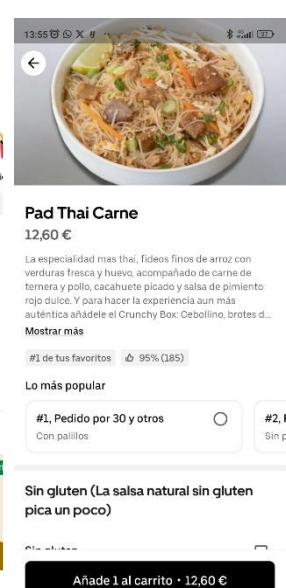 13:55
Pad Thai Carne
12,60 €
La especialidad mas thai, fideos finos de arroz con
verduras fresca y huevo, acompañado de carne de
ternera y pollo, cacahuete picado y salsa de pimiento
rojo dulce. Y para hacer la experiencia aun más
auténtica añádele el Crunchy Box: Cebollino, brotes d...
Mostrar más
#1 de tus favoritos 95% (185)
Lo más popular
#1, Pedido por 30 y otros
Con palillos
#2,
Sin
Sin gluten (La salsa natural sin gluten
pica un poco)
Sin gluten
Añade 1 al carrito • 12,60 €